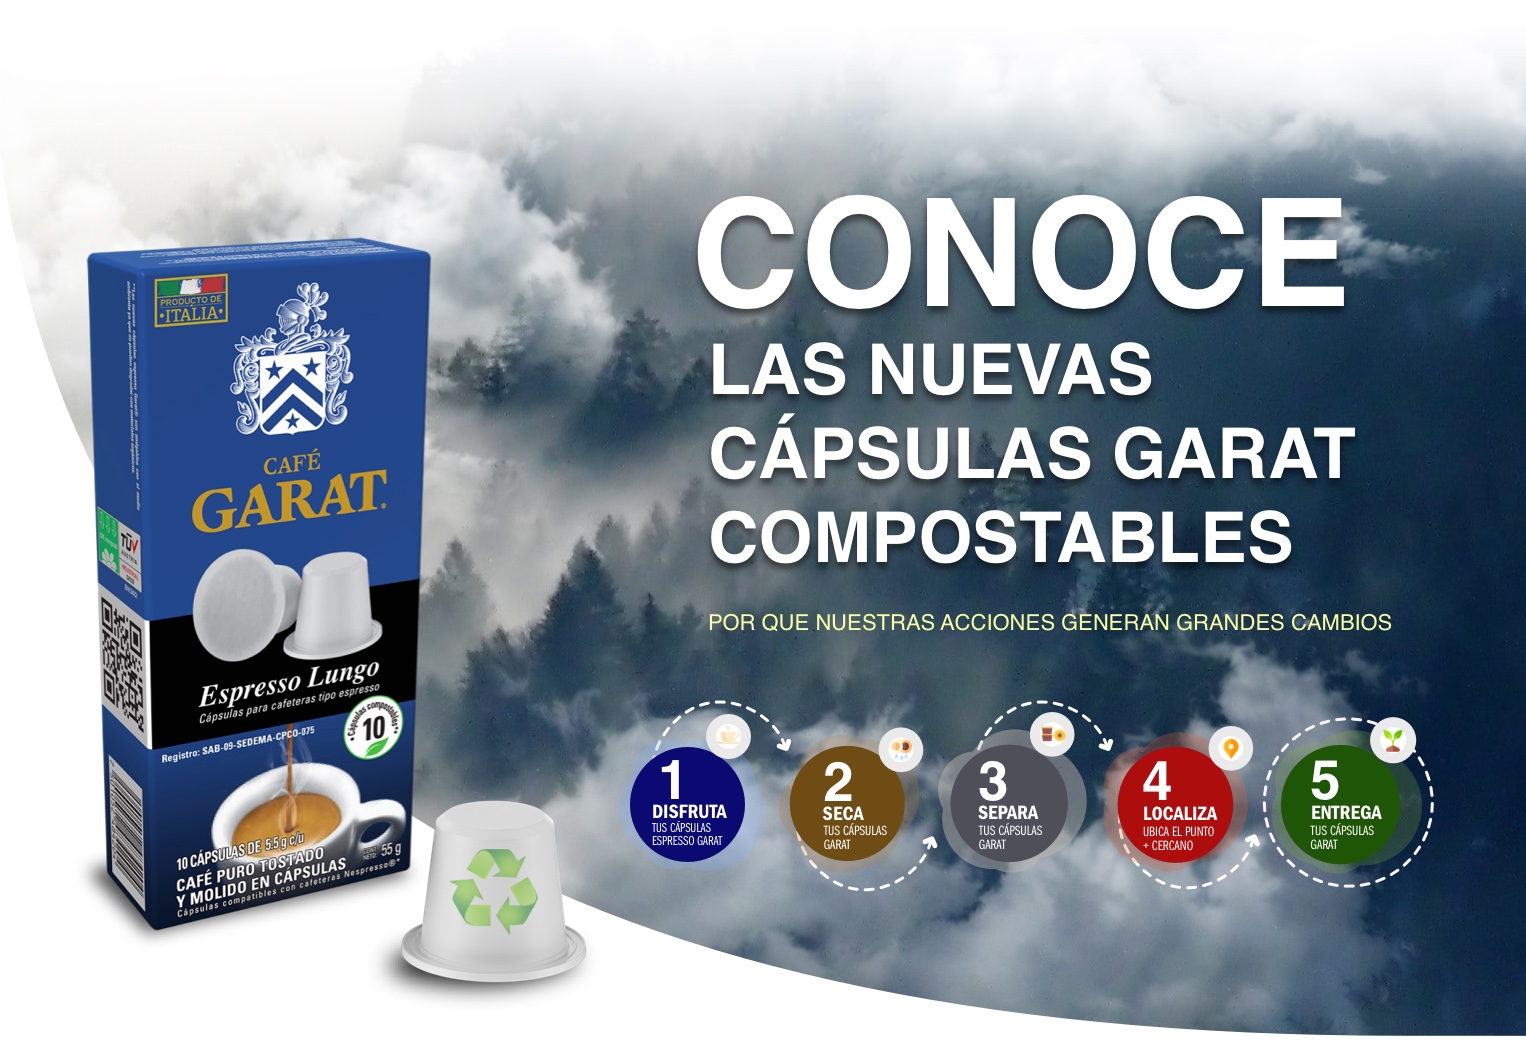 CONOCE
LAS NUEVAS
CÁPSULAS GARAT
COMPOSTABLES
POR QUE NUESTRAS ACCIONES GENERAN GRANDES CAMBIOS
1
DISFRUTA
TUS CÁPSULAS
ESPRESSO GARAT
2
SECA
TUS CÁPSULAS
GARAT
3
SEPARA
TUS CÁPSULAS
GARAT
4
LOCALIZA
UBICA EL PUNTO
+ CERCANO
5
ENTREGA
TUS CÁPSULAS
GARAT
PRODUCTO DE
•ITALIA•
CAFÉ
GARAT
Espresso Lungo
Cápsulas para cafeteras tipo espresso
Cápsulas compostables
10
Registro: SAB-09-SEDEMA-CPCO-075
10 CÁPSULAS DE 5.5 g c/u
CAFÉ PURO TOSTADO
Y MOLIDO EN CÁPSULAS
CONT. NETO: 55 g
Cápsulas compatibles con cafeteras Nespresso®*
TÜV
AUSTRIA